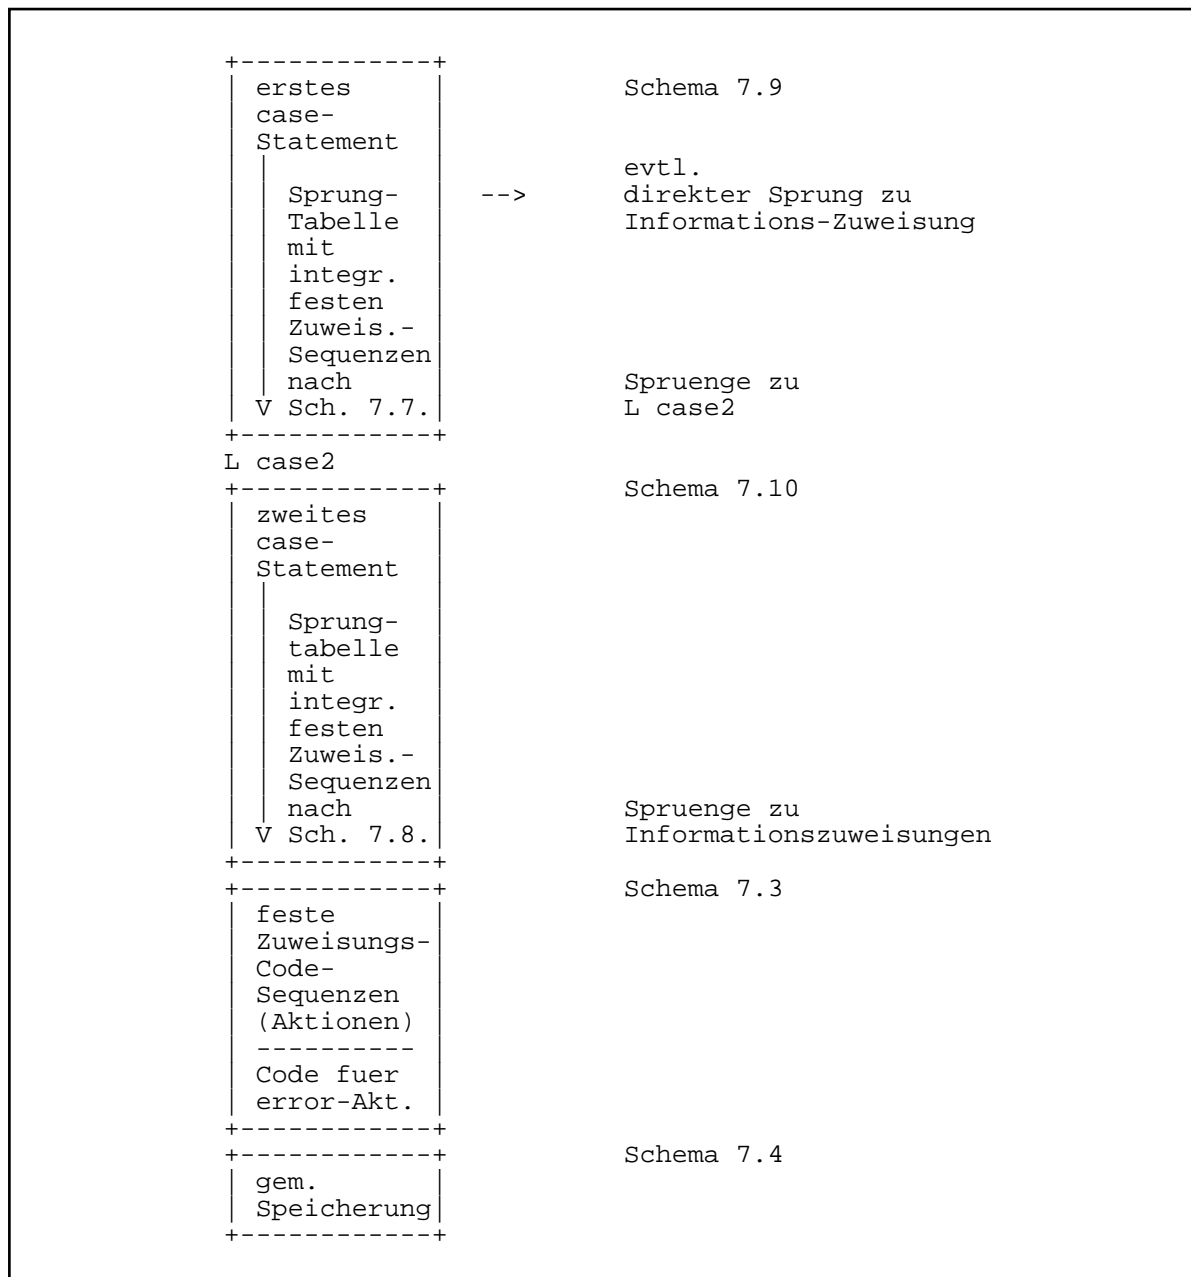 +------------+
| erstes     |           Schema 7.9
| case-      |
| Statement  |
| |          |           evtl.
| | Sprung-  |  -->      direkter Sprung zu
| | Tabelle  |           Informations-Zuweisung
| | mit      |
| | integr.  |
| | festen   |
| | Zuweis.- |
| | Sequenzen|
| | nach     |           Spruenge zu
| V Sch. 7.7.|           L case2
+------------+
L case2
+------------+           Schema 7.10
| zweites    |
| case-      |
| Statement  |
| |          |
| | Sprung-  |
| | tabelle  |
| | mit      |
| | integr.  |
| | festen   |
| | Zuweis.- |
| | Sequenzen|
| | nach     |           Spruenge zu
| V Sch. 7.8.|           Informationszuweisungen
+------------+
+------------+           Schema 7.3
| feste      |
| Zuweisungs-|
| Code-      |
| Sequenzen  |
| (Aktionen) |
| ---------- |
| Code fuer  |
| error-Akt. |
+------------+
+------------+           Schema 7.4
| gem.       |
| Speicherung|
+------------+